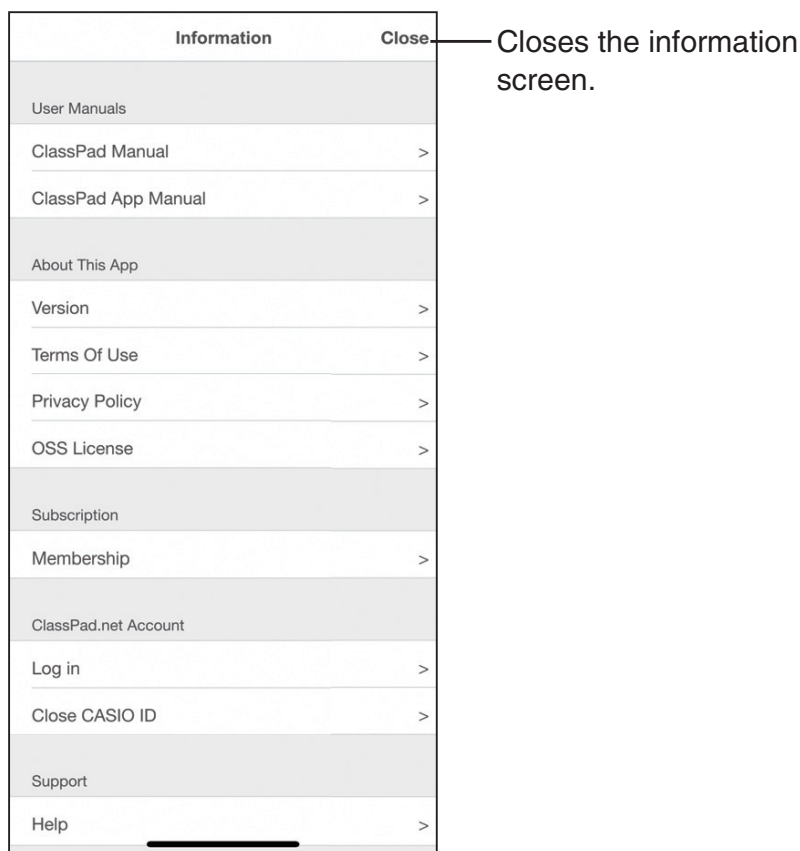 Information Close
Closes the information
screen.
User Manuals
ClassPad Manual >
ClassPad App Manual >
About This App
Version >
Terms Of Use >
Privacy Policy >
OSS License >
Subscription
Membership >
ClassPad.net Account
Log in >
Close CASIO ID >
Support
Help >